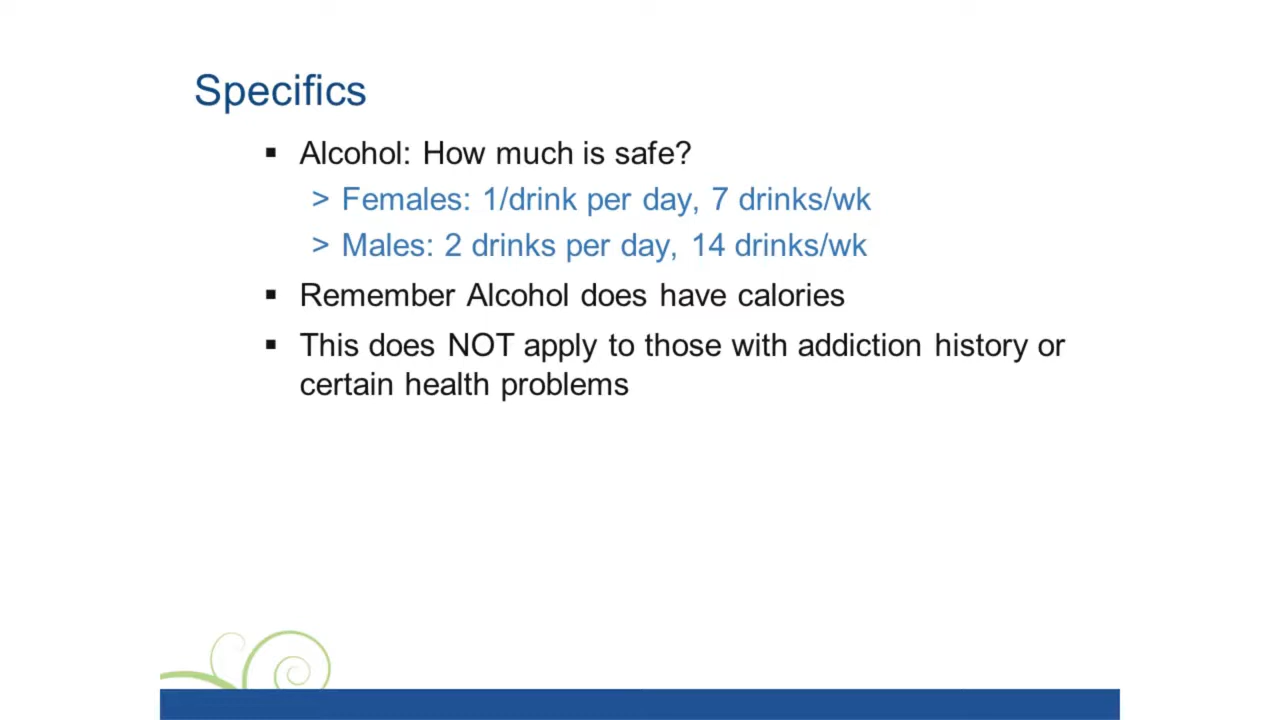 Specifics
▪ Alcohol: How much is safe?
> Females: 1/drink per day, 7 drinks/wk
> Males: 2 drinks per day, 14 drinks/wk
▪ Remember Alcohol does have calories
▪ This does NOT apply to those with addiction history or
certain health problems